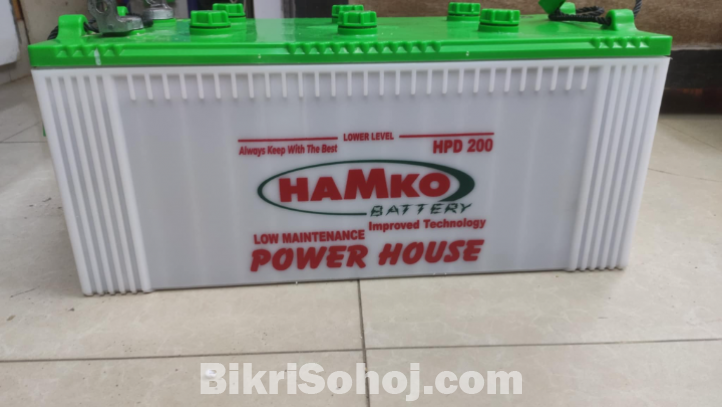 LOWER LEVEL
Always Keep With The Best
HPD 200
HAMKO
BATTERY
Improved Technology
LOW MAINTENANCE
POWER HOUSE
BikriSohoj.com